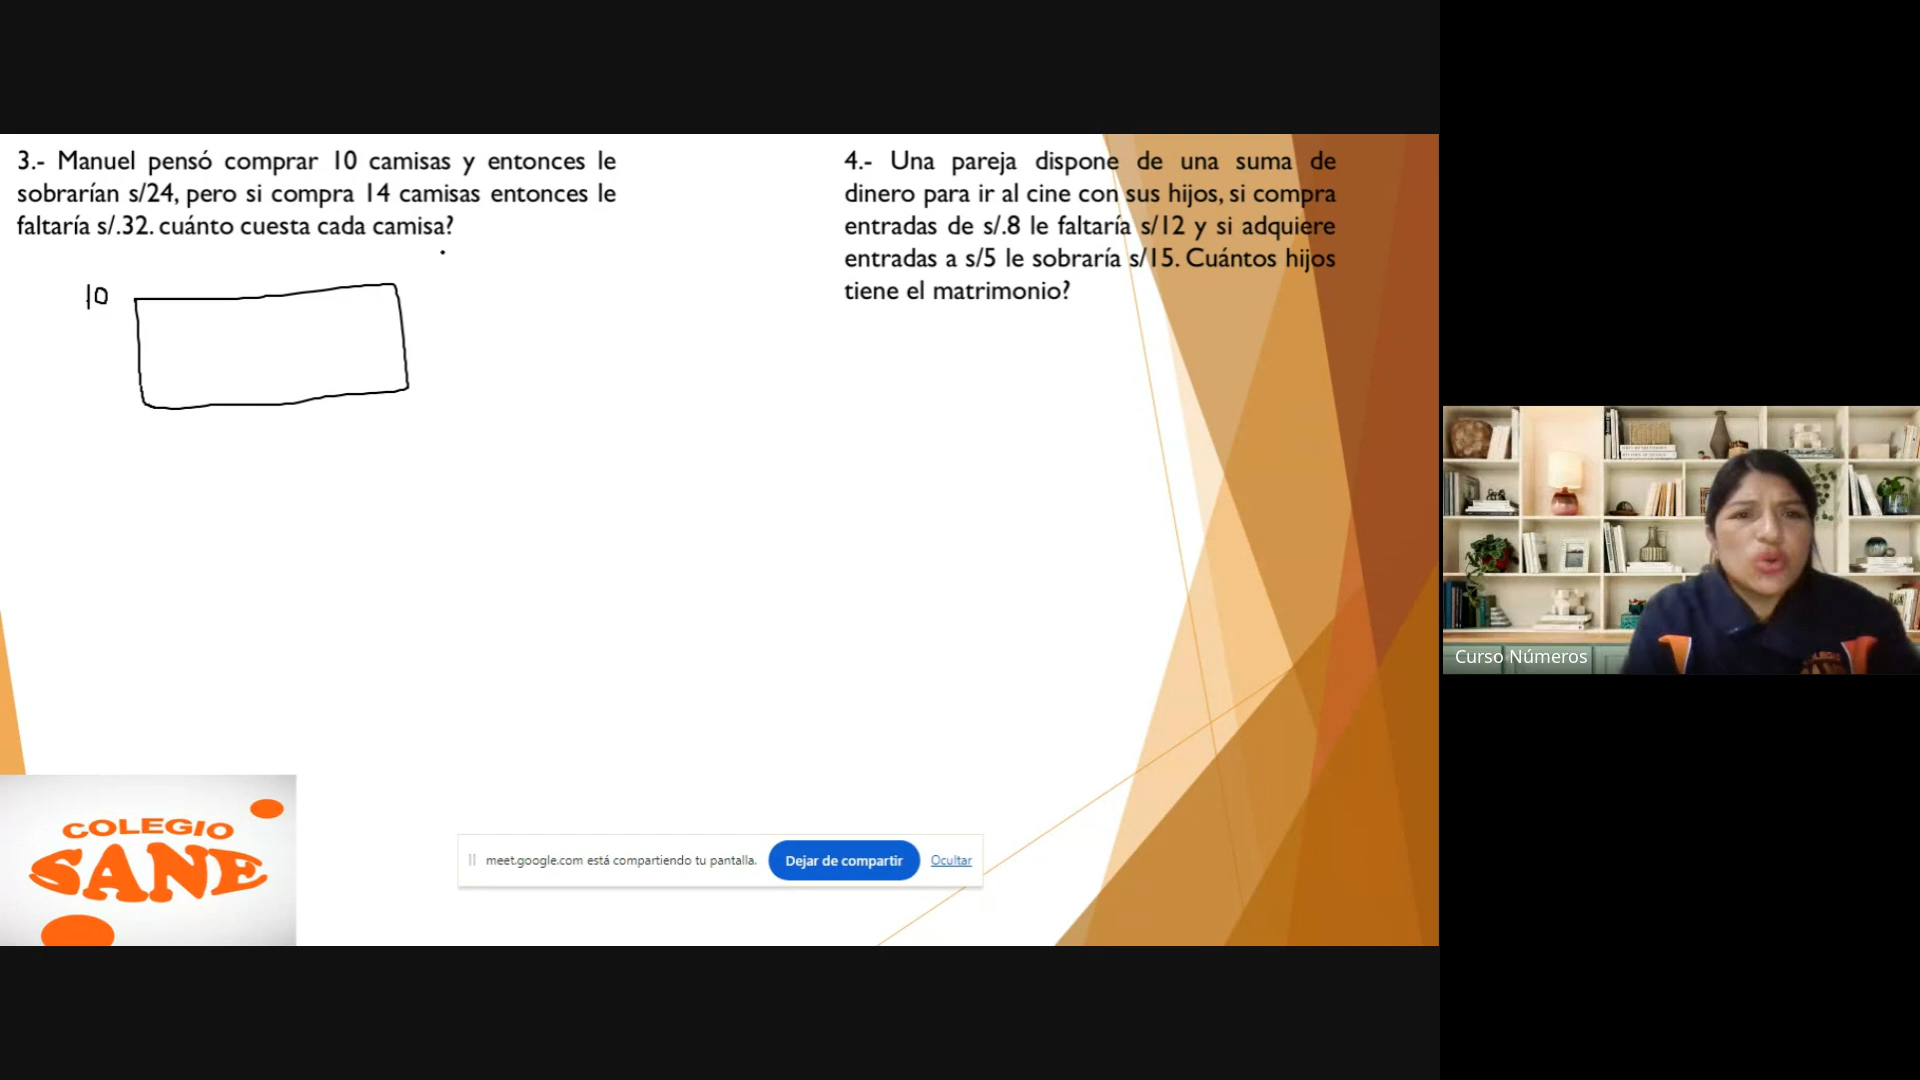 3.- Manuel pensó comprar 10 camisas y entonces le
sobrarían s/24, pero si compra 14 camisas entonces le
faltaría s/.32. cuánto cuesta cada camisa?
10
4.- Una pareja dispone de una suma de
dinero para ir al cine con sus hijos, si compra
entradas de s/.8 le faltaría s/12 y si adquiere
entradas a s/5 le sobraría s/15. Cuántos hijos
tiene el matrimonio?
COLEGIO
SANE
meet.google.com está compartiendo tu pantalla.
Dejar de compartir
Ocultar
Curso Números